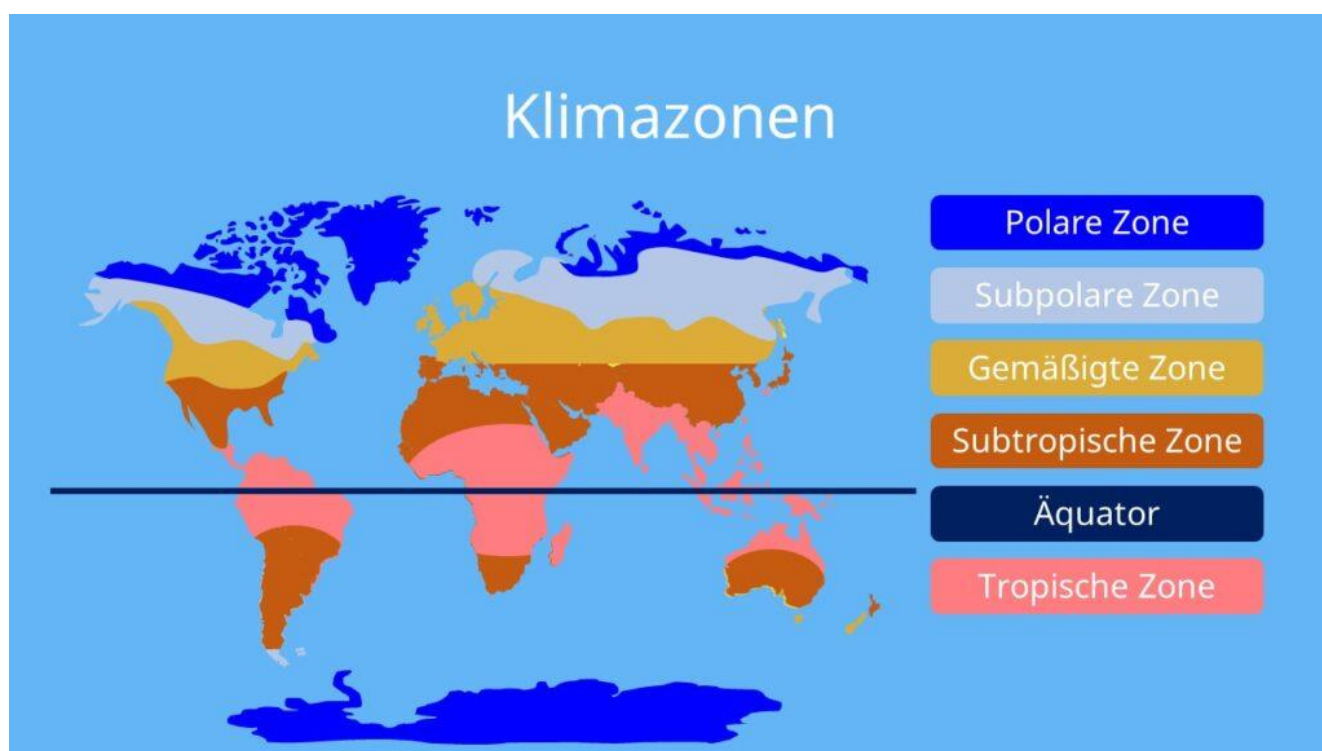 Klimazonen
Polare Zone
Subpolare Zone
Gemäßigte Zone
Subtropische Zone
Äquator
Tropische Zone